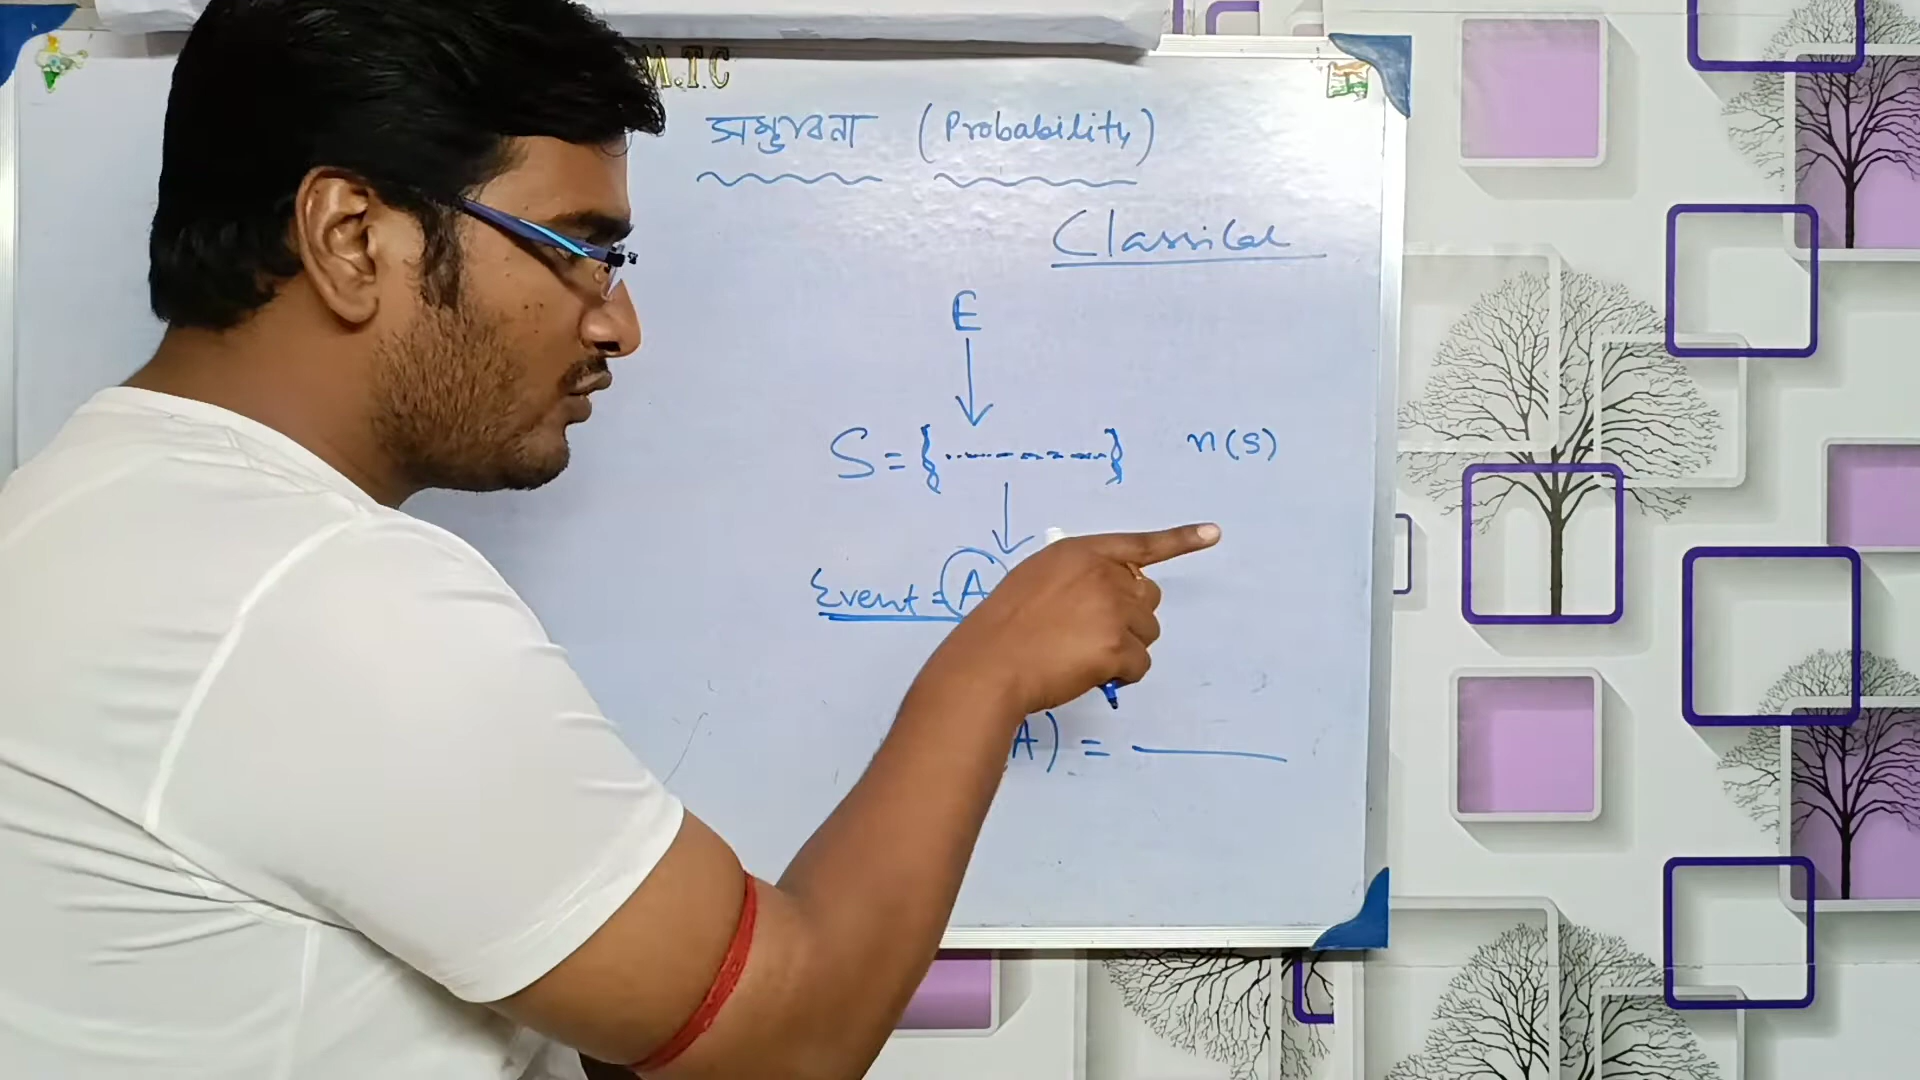 M.T.C
সম্ভাবনা (Probability)
Classical
E
S = {---------} n(S)
Event = A
A) =